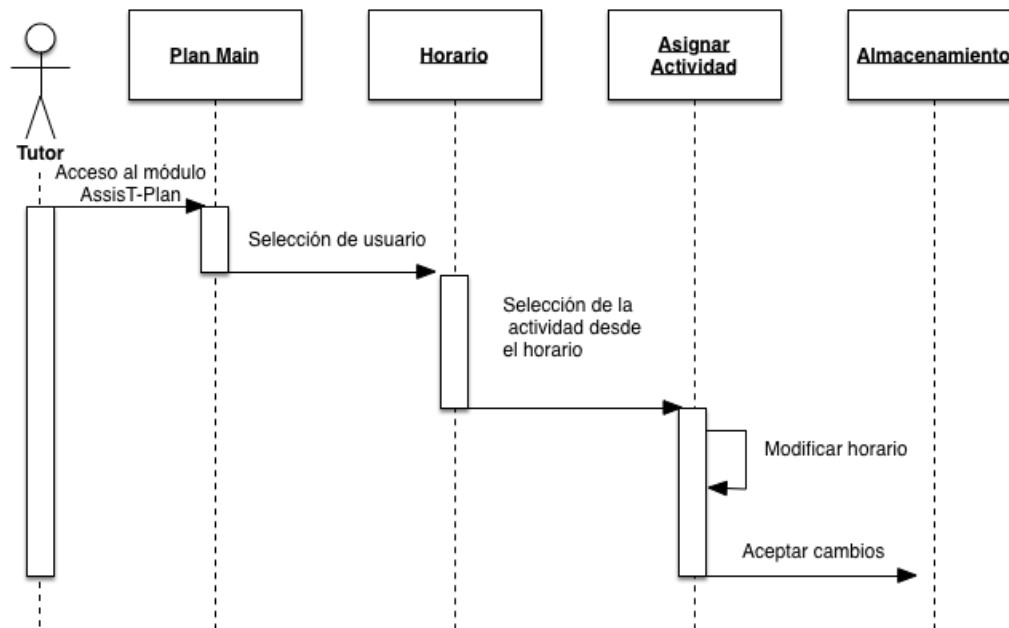 Plan Main
Horario
Asignar
Actividad
Almacenamiento
Tutor
Acceso al módulo
AssisT-Plan
Selección de usuario
Selección de la
actividad desde
el horario
Modificar horario
Aceptar cambios